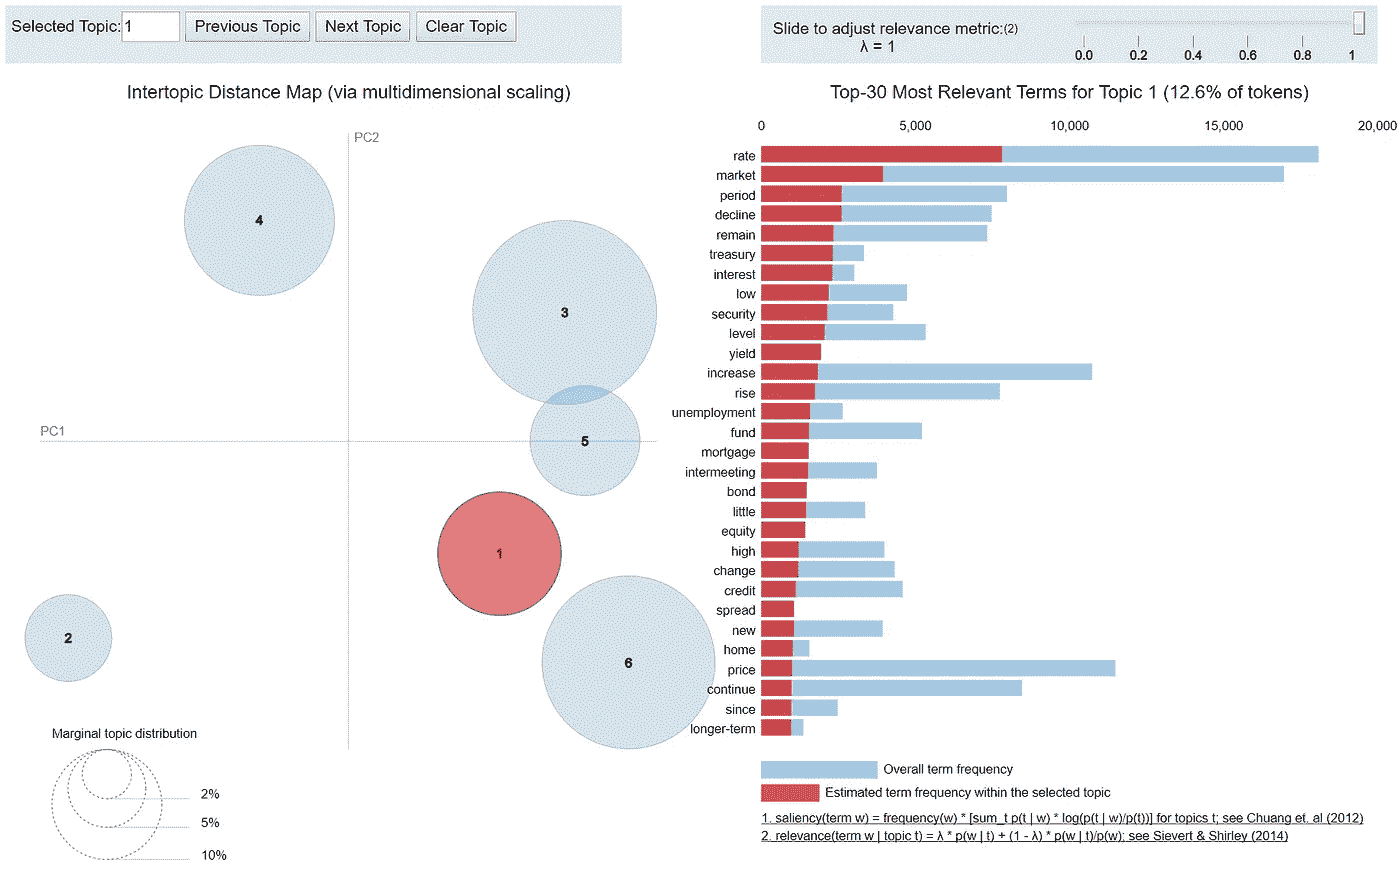 Selected Topic: 1 Previous Topic Next Topic Clear Topic
Slide to adjust relevance metric:(2)
λ = 1
0.0 0.2 0.4 0.6 0.8 1
Intertopic Distance Map (via multidimensional scaling)
PC2
PC1
4
3
5
1
2
6
Marginal topic distribution
2%
5%
10%
Top-30 Most Relevant Terms for Topic 1 (12.6% of tokens)
0 5,000 10,000 15,000 20,000
rate
market
period
decline
remain
treasury
interest
low
security
level
yield
increase
rise
unemployment
fund
mortgage
intermeeting
bond
little
equity
high
change
credit
spread
new
home
price
continue
since
longer-term
Overall term frequency
Estimated term frequency within the selected topic
1. saliency(term w) = frequency(w) * [sum_t p(t | w) * log(p(t | w)/p(t))] for topics t; see Chuang et. al (2012)
2. relevance(term w | topic t) = λ * p(w | t) + (1 - λ) * p(w | t)/p(w); see Sievert & Shirley (2014)